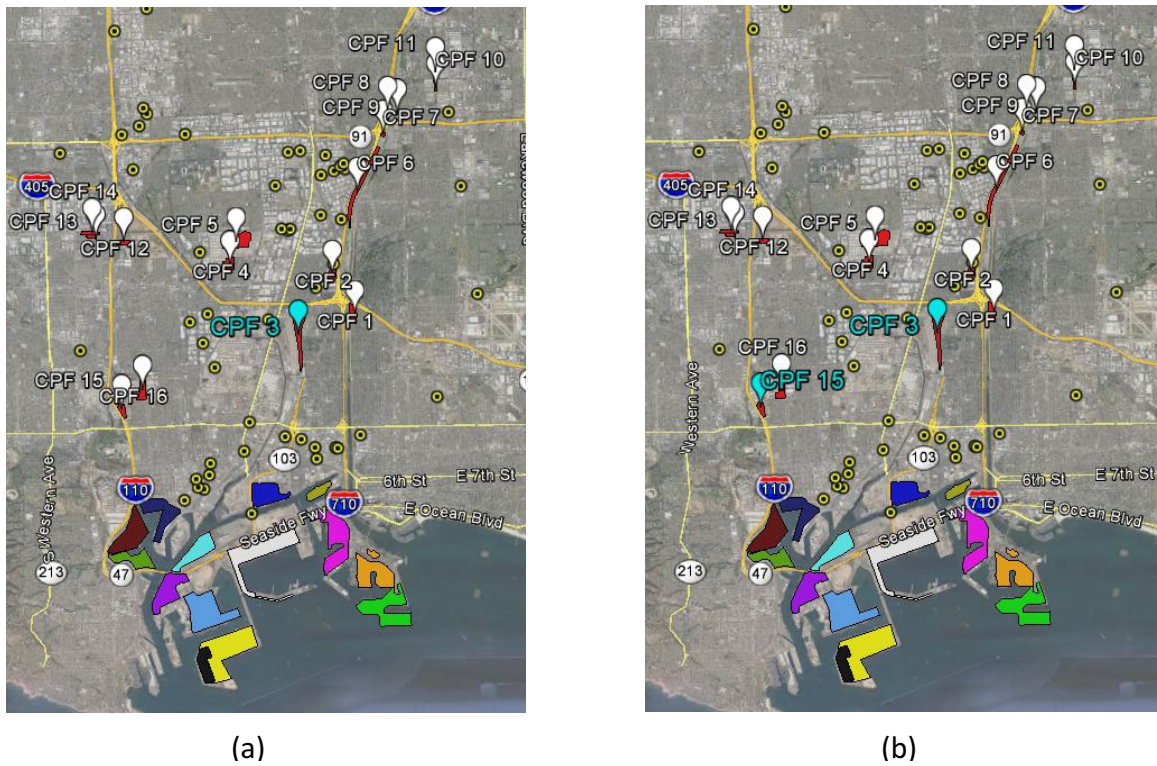 CPF 11
CPF 10
CPF 8
CPF 9
CPF 7
91
CPF 6
405
CPF 14
CPF 13
CPF 12
CPF 5
CPF 4
CPF 2
CPF 1
CPF 3
CPF 15
CPF 16
S Western Ave
103
6th St
E 7th St
110
710
Seaside Fwy
E Ocean Blvd
213
47
(a)
CPF 11
CPF 10
CPF 8
CPF 9
CPF 7
91
CPF 6
405
CPF 14
CPF 13
CPF 12
CPF 5
CPF 4
CPF 2
CPF 1
CPF 3
CPF 16
CPF 15
Western Ave
103
6th St
E 7th St
110
710
Seaside Fwy
E Ocean Blvd
213
47
(b)